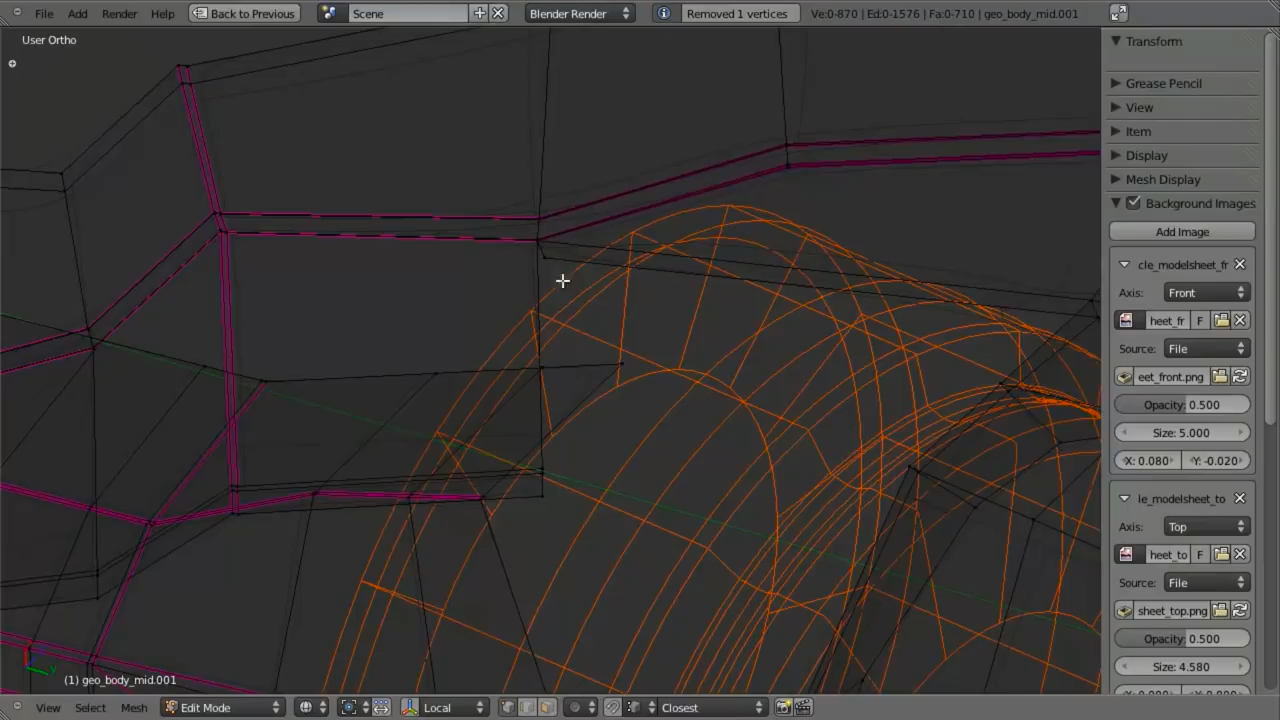 File Add Render Help Back to Previous Scene Blender Render Removed 1 vertices Ve:0-870 | Ed:0-1576 | Fa:0-710 | geo_body_mid.001
User Ortho
Transform
Grease Pencil
View
Item
Display
Mesh Display
Background Images
Add Image
cle_modelsheet_fr
Axis: Front
heet_fr F
Source: File
eet_front.png
Opacity: 0.500
Size: 5.000
X: 0.080 Y: -0.020
le_modelsheet_to
Axis: Top
heet_to F
Source: File
sheet_top.png
Opacity: 0.500
Size: 4.580
y
(1) geo_body_mid.001
View Select Mesh Edit Mode Local Closest